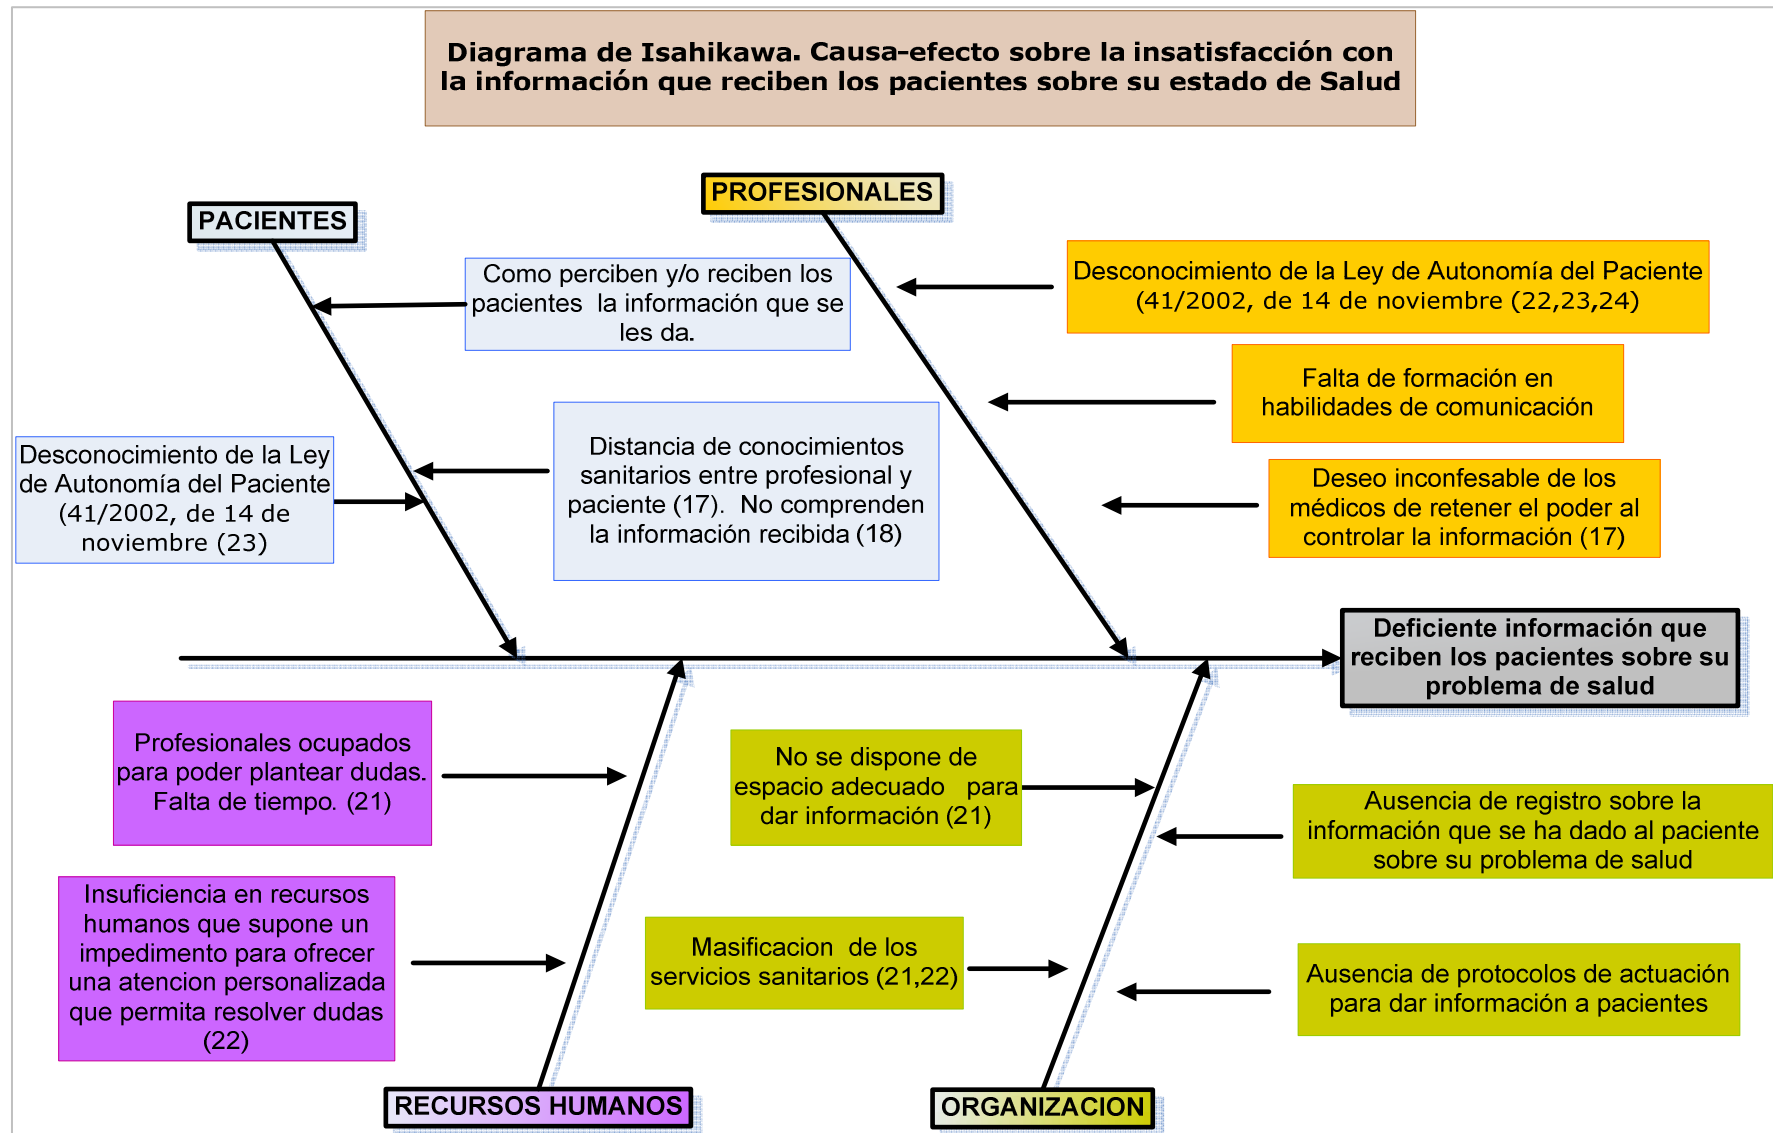 Diagrama de Isahikawa. Causa-efecto sobre la insatisfacción con
la información que reciben los pacientes sobre su estado de Salud
PACIENTES
PROFESIONALES
Como perciben y/o reciben los
pacientes la información que se
les da.
Desconocimiento de la Ley de Autonomía del Paciente
(41/2002, de 14 de noviembre (22,23,24)
Falta de formación en
habilidades de comunicación
Desconocimiento de la Ley
de Autonomía del Paciente
(41/2002, de 14 de
noviembre (23)
Distancia de conocimientos
sanitarios entre profesional y
paciente (17). No comprenden
la información recibida (18)
Deseo inconfesable de los
médicos de retener el poder al
controlar la información (17)
Deficiente información que
reciben los pacientes sobre su
problema de salud
Profesionales ocupados
para poder plantear dudas.
Falta de tiempo. (21)
No se dispone de
espacio adecuado para
dar información (21)
Ausencia de registro sobre la
información que se ha dado al paciente
sobre su problema de salud
Insuficiencia en recursos
humanos que supone un
impedimento para ofrecer
una atencion personalizada
que permita resolver dudas
(22)
Masificacion de los
servicios sanitarios (21,22)
Ausencia de protocolos de actuación
para dar información a pacientes
RECURSOS HUMANOS
ORGANIZACION